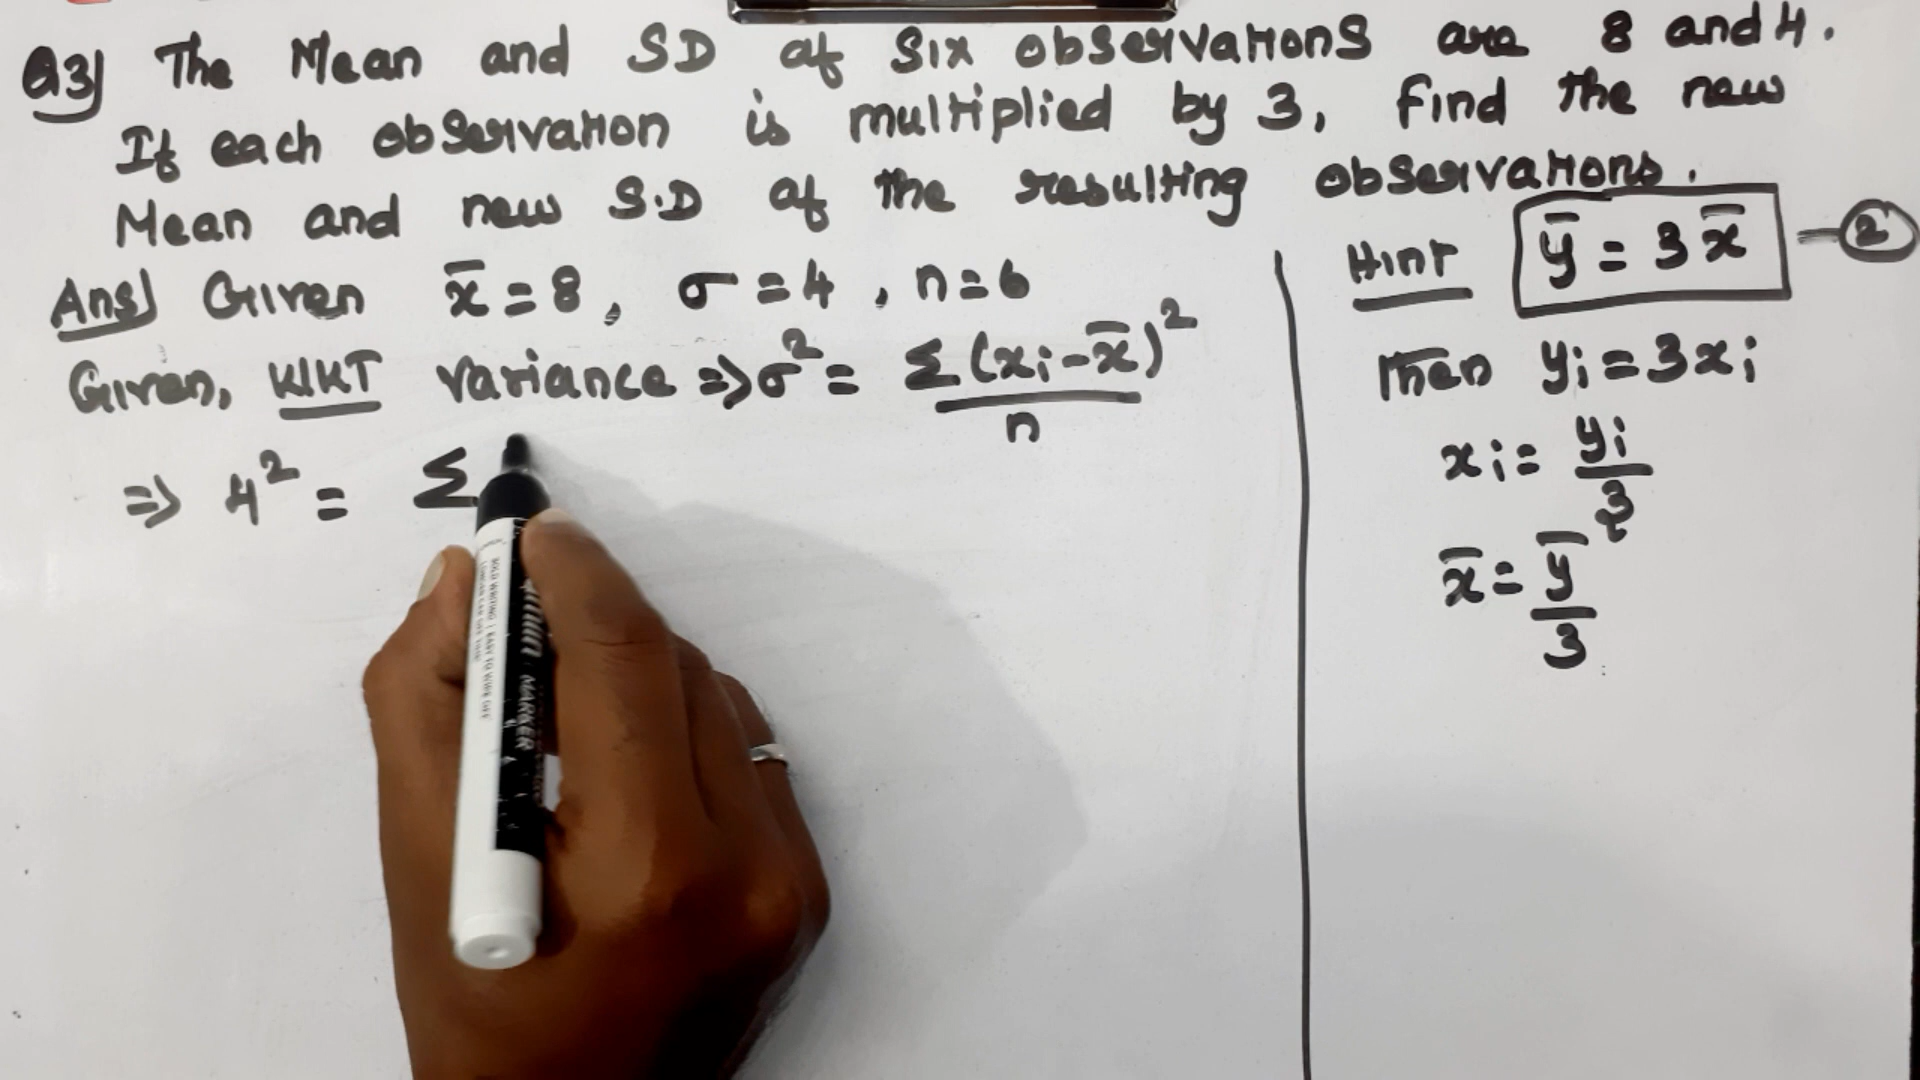 Q3) The Mean and SD of Six observations are 8 and 4.
If each observation is multiplied by 3, find the new
Mean and new S.D of the resulting observations.
Ans) Given x̄ = 8, σ = 4, n = 6
Given, WKT Variance ⇒ σ² = Σ(xᵢ - x̄)² / n
⇒ 4² = Σ
Hint ȳ = 3x̄ — ②
Then yᵢ = 3xᵢ
xᵢ = yᵢ / 3
x̄ = ȳ / 3
MARKER